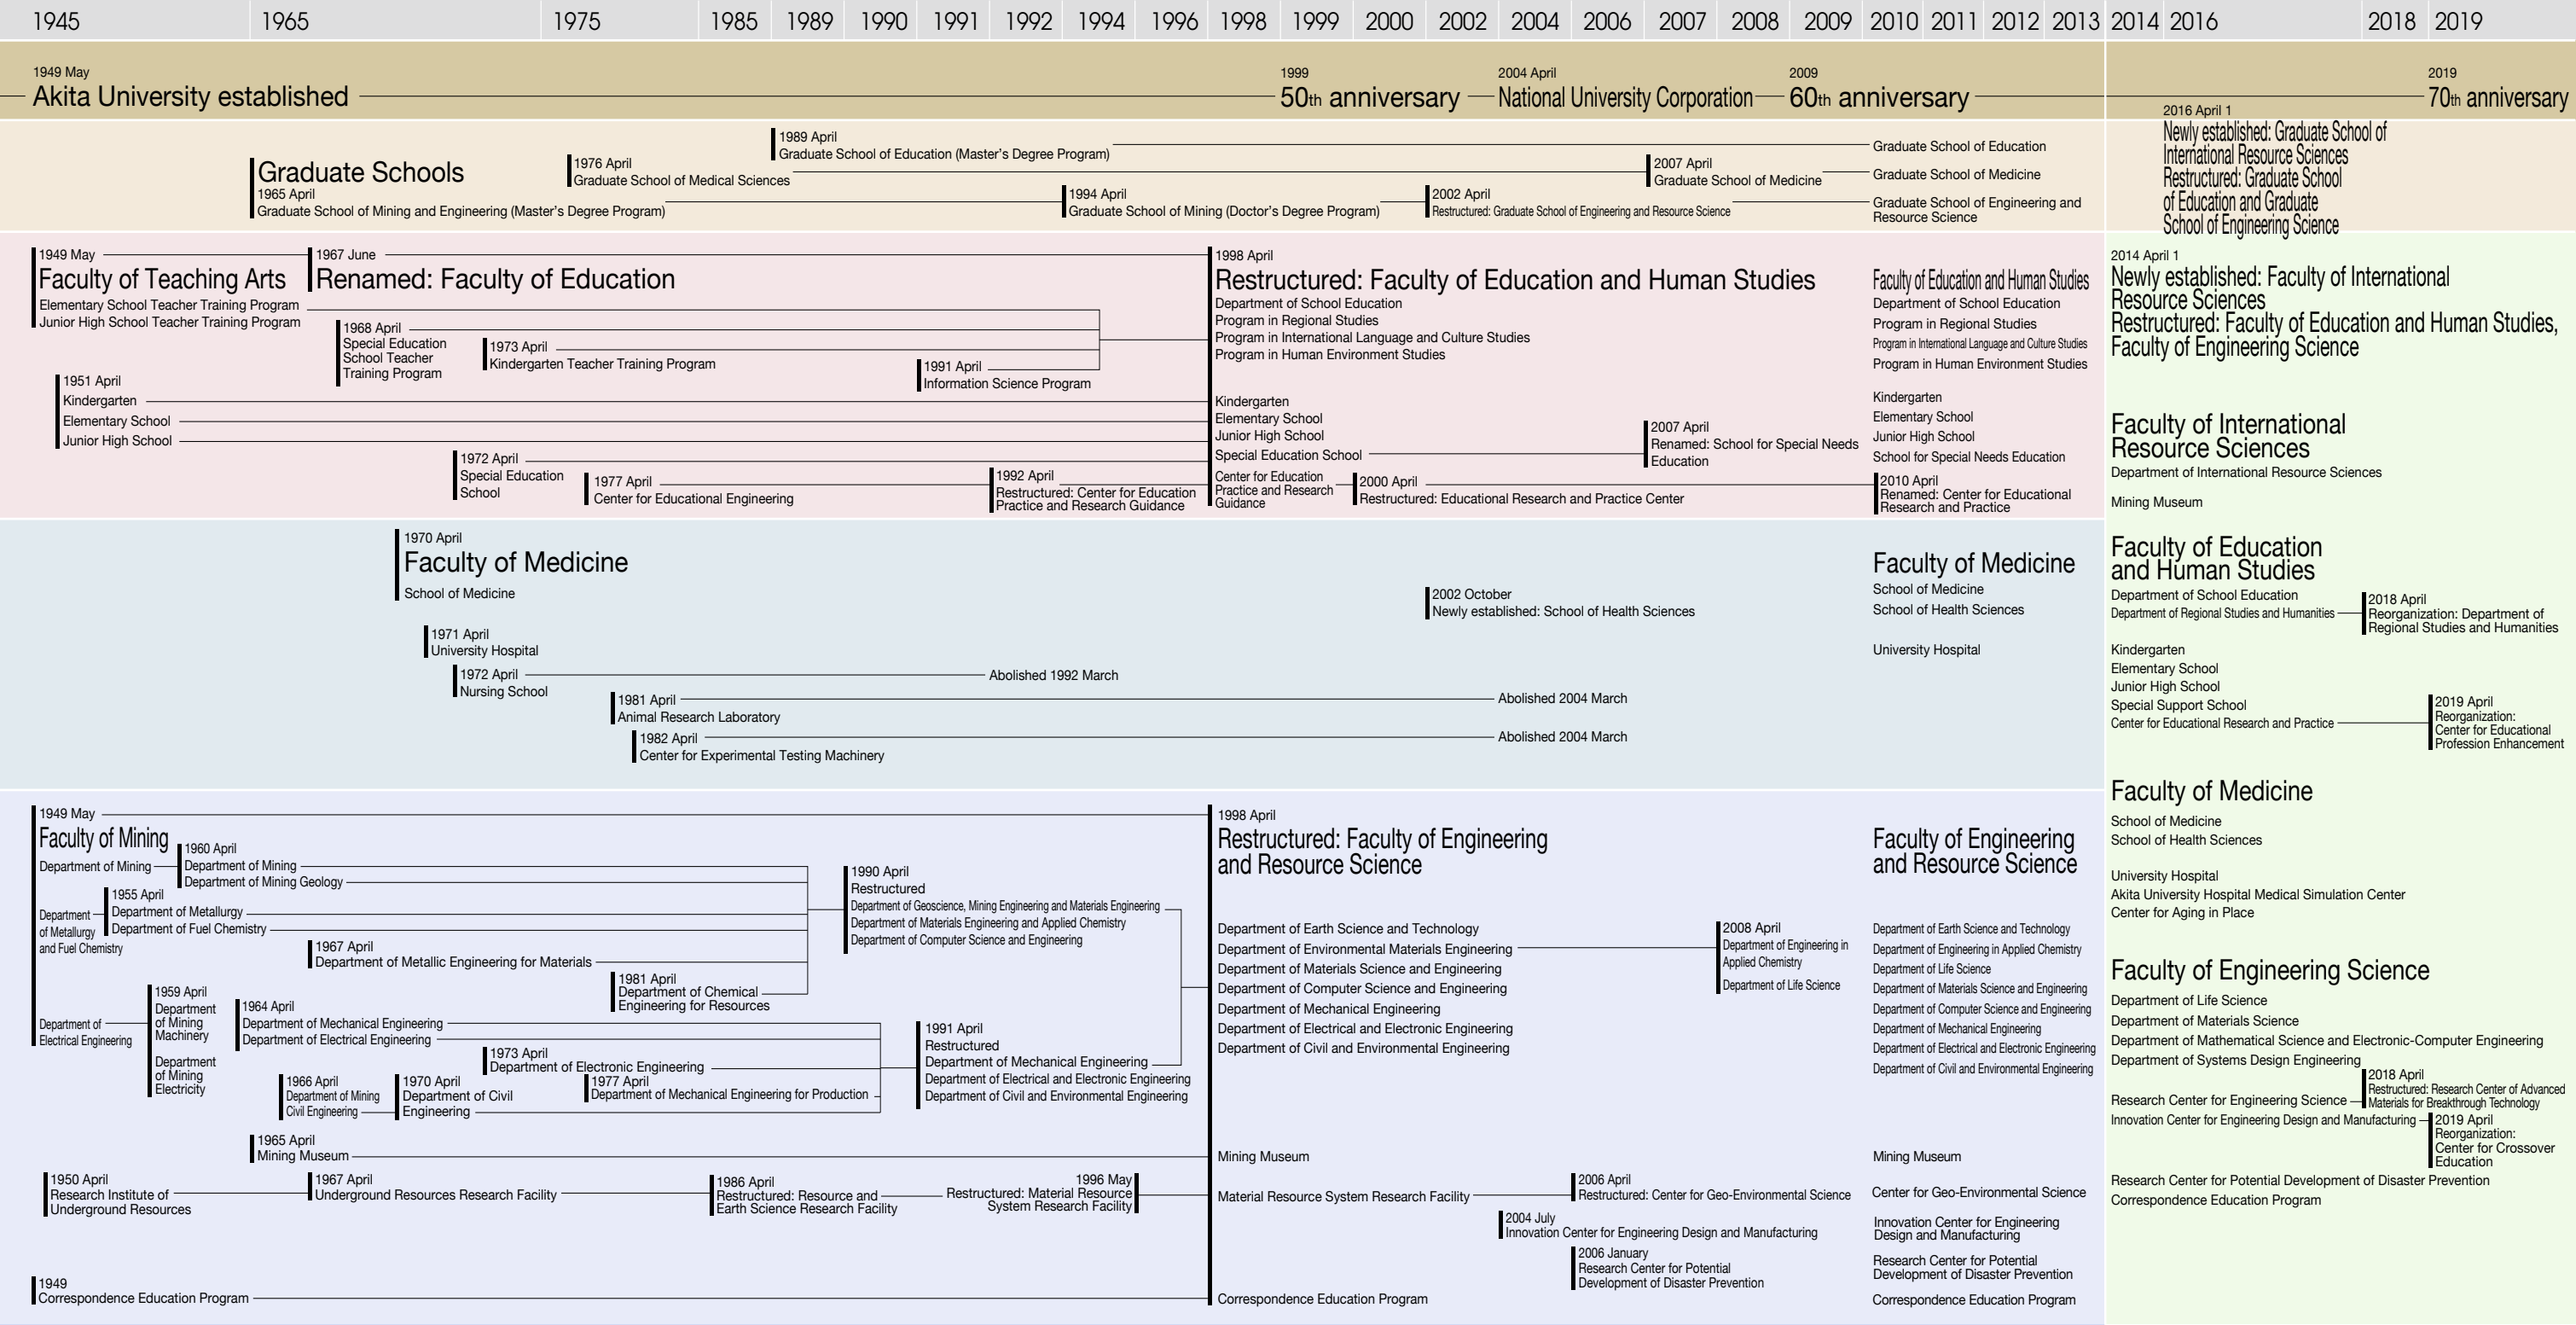 1945 1965 1975 1985 1989 1990 1991 1992 1994 1996 1998 1999 2000 2002 2004 2006 2007 2008 2009 2010 2011 2012 2013 2014 2016 2018 2019
1949 May
Akita University established
1999
50th anniversary
2004 April
National University Corporation
2009
60th anniversary
2019
70th anniversary
Graduate Schools
1965 April
Graduate School of Mining and Engineering (Master's Degree Program)
1976 April
Graduate School of Medical Sciences
1989 April
Graduate School of Education (Master's Degree Program)
1994 April
Graduate School of Mining (Doctor's Degree Program)
2002 April
Restructured: Graduate School of Engineering and Resource Science
2007 April
Graduate School of Medicine
Graduate School of Education
Graduate School of Medicine
Graduate School of Engineering and
Resource Science
2016 April 1
Newly established: Graduate School of
International Resource Sciences
Restructured: Graduate School
of Education and Graduate
School of Engineering Science
1949 May
Faculty of Teaching Arts
Elementary School Teacher Training Program
Junior High School Teacher Training Program
1967 June
Renamed: Faculty of Education
1968 April
Special Education
School Teacher
Training Program
1973 April
Kindergarten Teacher Training Program
1991 April
Information Science Program
1951 April
Kindergarten
Elementary School
Junior High School
1972 April
Special Education
School
1977 April
Center for Educational Engineering
1992 April
Restructured: Center for Education
Practice and Research Guidance
1998 April
Restructured: Faculty of Education and Human Studies
Department of School Education
Program in Regional Studies
Program in International Language and Culture Studies
Program in Human Environment Studies
Kindergarten
Elementary School
Junior High School
Special Education School
Center for Education
Practice and Research
Guidance
2000 April
Restructured: Educational Research and Practice Center
2007 April
Renamed: School for Special Needs
Education
Faculty of Education and Human Studies
Department of School Education
Program in Regional Studies
Program in International Language and Culture Studies
Program in Human Environment Studies
Kindergarten
Elementary School
Junior High School
School for Special Needs Education
2010 April
Renamed: Center for Educational
Research and Practice
1970 April
Faculty of Medicine
School of Medicine
1971 April
University Hospital
1972 April
Nursing School
Abolished 1992 March
1981 April
Animal Research Laboratory
Abolished 2004 March
1982 April
Center for Experimental Testing Machinery
Abolished 2004 March
2002 October
Newly established: School of Health Sciences
Faculty of Medicine
School of Medicine
School of Health Sciences
University Hospital
1949 May
Faculty of Mining
Department of Mining
1960 April
Department of Mining
Department of Mining Geology
Department
of Metallurgy
and Fuel Chemistry
1955 April
Department of Metallurgy
Department of Fuel Chemistry
1967 April
Department of Metallic Engineering for Materials
1981 April
Department of Chemical
Engineering for Resources
Department of
Electrical Engineering
1959 April
Department
of Mining
Machinery
Department
of Mining
Electricity
1964 April
Department of Mechanical Engineering
Department of Electrical Engineering
1973 April
Department of Electronic Engineering
1966 April
Department of Mining
Civil Engineering
1970 April
Department of Civil
Engineering
1977 April
Department of Mechanical Engineering for Production
1990 April
Restructured
Department of Geoscience, Mining Engineering and Materials Engineering
Department of Materials Engineering and Applied Chemistry
Department of Computer Science and Engineering
1991 April
Restructured
Department of Mechanical Engineering
Department of Electrical and Electronic Engineering
Department of Civil and Environmental Engineering
1965 April
Mining Museum
1950 April
Research Institute of
Underground Resources
1967 April
Underground Resources Research Facility
1986 April
Restructured: Resource and
Earth Science Research Facility
1996 May
Restructured: Material Resource
System Research Facility
1949
Correspondence Education Program
1998 April
Restructured: Faculty of Engineering
and Resource Science
Department of Earth Science and Technology
Department of Environmental Materials Engineering
Department of Materials Science and Engineering
Department of Computer Science and Engineering
Department of Mechanical Engineering
Department of Electrical and Electronic Engineering
Department of Civil and Environmental Engineering
2008 April
Department of Engineering in
Applied Chemistry
Department of Life Science
Mining Museum
Material Resource System Research Facility
2006 April
Restructured: Center for Geo-Environmental Science
2004 July
Innovation Center for Engineering Design and Manufacturing
2006 January
Research Center for Potential
Development of Disaster Prevention
Correspondence Education Program
Faculty of Engineering
and Resource Science
Department of Earth Science and Technology
Department of Engineering in Applied Chemistry
Department of Life Science
Department of Materials Science and Engineering
Department of Computer Science and Engineering
Department of Mechanical Engineering
Department of Electrical and Electronic Engineering
Department of Civil and Environmental Engineering
Mining Museum
Center for Geo-Environmental Science
Innovation Center for Engineering
Design and Manufacturing
Research Center for Potential
Development of Disaster Prevention
Correspondence Education Program
2014 April 1
Newly established: Faculty of International
Resource Sciences
Restructured: Faculty of Education and Human Studies,
Faculty of Engineering Science
Faculty of International
Resource Sciences
Department of International Resource Sciences
Mining Museum
Faculty of Education
and Human Studies
Department of School Education
Department of Regional Studies and Humanities
2018 April
Reorganization: Department of
Regional Studies and Humanities
Kindergarten
Elementary School
Junior High School
Special Support School
Center for Educational Research and Practice
2019 April
Reorganization:
Center for Educational
Profession Enhancement
Faculty of Medicine
School of Medicine
School of Health Sciences
University Hospital
Akita University Hospital Medical Simulation Center
Center for Aging in Place
Faculty of Engineering Science
Department of Life Science
Department of Materials Science
Department of Mathematical Science and Electronic-Computer Engineering
Department of Systems Design Engineering
Research Center for Engineering Science
2018 April
Restructured: Research Center of Advanced
Materials for Breakthrough Technology
Innovation Center for Engineering Design and Manufacturing
2019 April
Reorganization:
Center for Crossover
Education
Research Center for Potential Development of Disaster Prevention
Correspondence Education Program